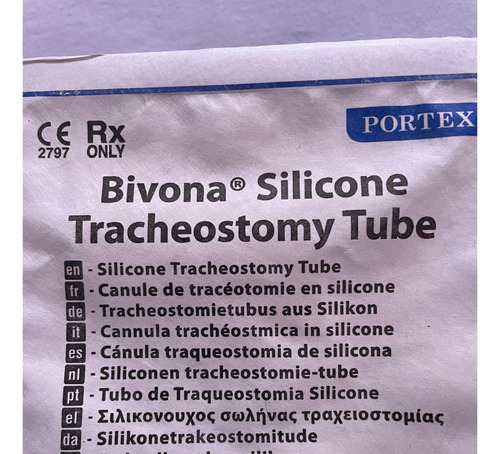 CE Rx
2797 ONLY
PORTEX
Bivona® Silicone
Tracheostomy Tube
en - Silicone Tracheostomy Tube
fr - Canule de tracéotomie en silicone
de - Tracheostomietubus aus Silikon
it - Cannula trachéostmica in silicone
es - Cánula traqueostomia de silicona
nl - Siliconen tracheostomie-tube
pt - Tubo de Traqueostomia Silicone
el - Σιλικονουχος σωλήνας τραχειοστομίας
da - Silikonetrakeostomitude